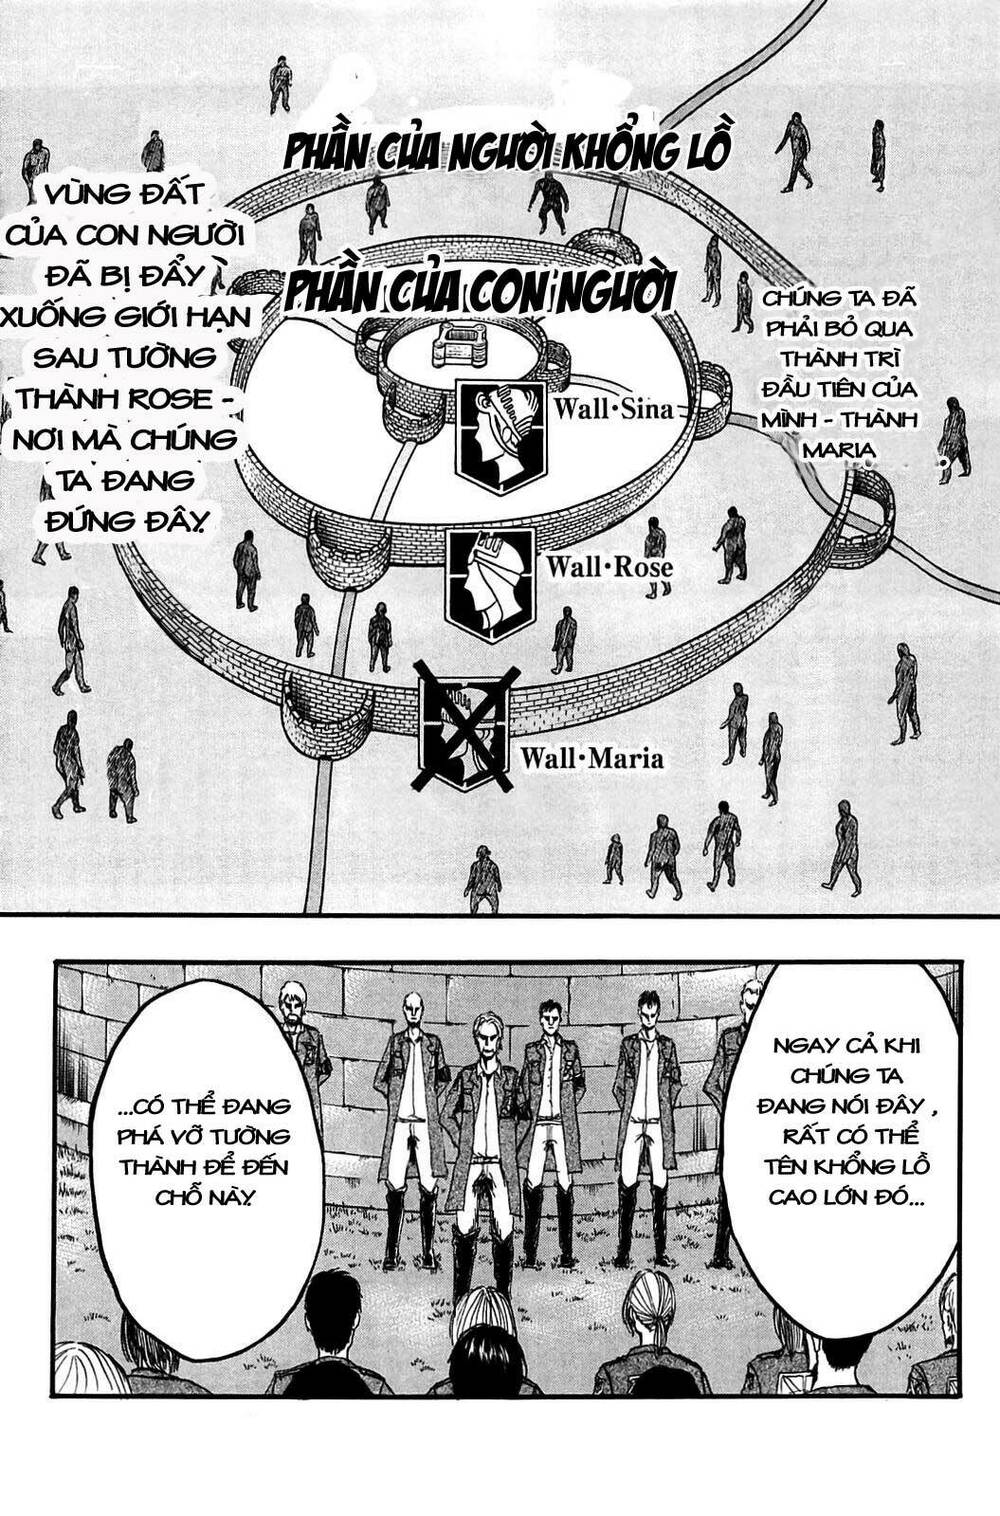 PHẦN CỦA NGƯỜI KHỔNG LỒ
PHẦN CỦA CON NGƯỜI
CHÚNG TA ĐÃ
PHẢI BỎ QUA
THÀNH TRÌ
ĐẦU TIÊN CỦA
MÌNH - THÀNH
MARIA
VÙNG ĐẤT
CỦA CON NGƯỜI
ĐÃ BỊ ĐẨY
XUỐNG GIỚI HẠN
SAU TƯỜNG
THÀNH ROSE -
NƠI MÀ CHÚNG
TA ĐANG
ĐỨNG ĐÂY.
Wall·Sina
Wall·Rose
Wall·Maria
NGAY CẢ KHI
CHÚNG TA
ĐANG NÓI ĐÂY,
RẤT CÓ THỂ
TÊN KHỔNG LỒ
CAO LỚN ĐÓ...
...CÓ THỂ ĐANG
PHÁ VỠ TƯỜNG
THÀNH ĐỂ ĐẾN
CHỖ NÀY.